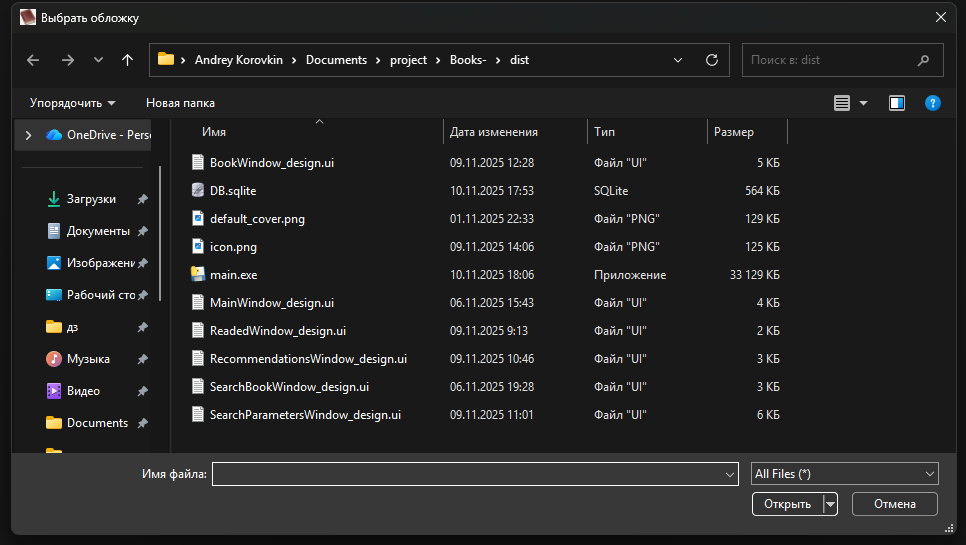 Выбрать обложку
Andrey Korovkin > Documents > project > Books- > dist
Поиск в: dist
Упорядочить Новая папка
OneDrive - Perso
Загрузки
Документы
Изображени
Рабочий сто
дз
Музыка
Видео
Documents
Имя Дата изменения Тип Размер
BookWindow_design.ui 09.11.2025 12:28 Файл "UI" 5 КБ
DB.sqlite 10.11.2025 17:53 SQLite 564 КБ
default_cover.png 01.11.2025 22:33 Файл "PNG" 129 КБ
icon.png 09.11.2025 14:06 Файл "PNG" 125 КБ
main.exe 10.11.2025 18:06 Приложение 33 129 КБ
MainWindow_design.ui 06.11.2025 15:43 Файл "UI" 4 КБ
ReadedWindow_design.ui 09.11.2025 9:13 Файл "UI" 2 КБ
RecommendationsWindow_design.ui 09.11.2025 10:46 Файл "UI" 3 КБ
SearchBookWindow_design.ui 06.11.2025 19:28 Файл "UI" 3 КБ
SearchParametersWindow_design.ui 09.11.2025 11:01 Файл "UI" 6 КБ
Имя файла:
All Files (*)
Открыть Отмена